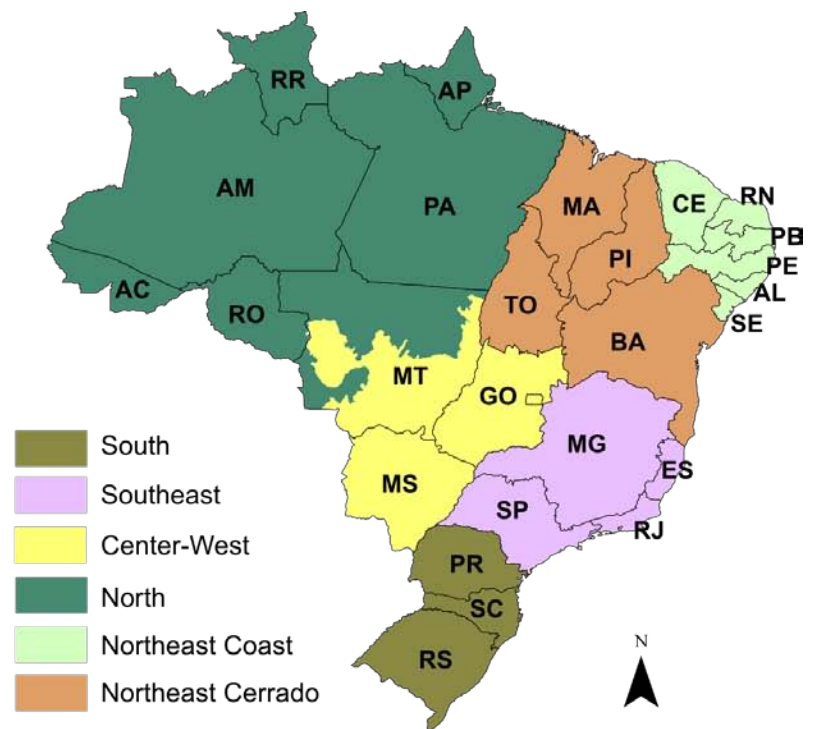 RR
AP
AM
PA
MA
CE
RN
PB
PI
PE
AC
AL
RO
TO
SE
BA
MT
GO
MG
ES
MS
SP
RJ
PR
SC
RS
South
Southeast
Center-West
North
Northeast Coast
Northeast Cerrado
N